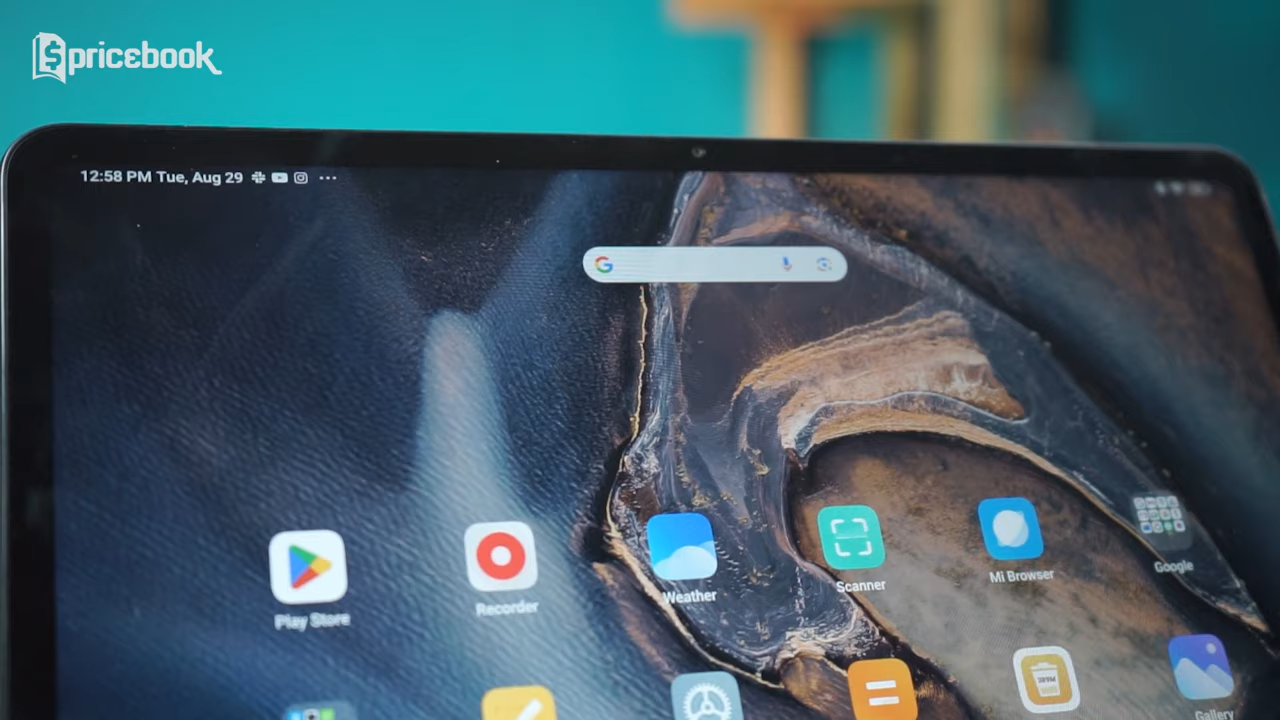 pricebook
12:58 PM Tue, Aug 29
Play Store
Recorder
Weather
Scanner
Mi Browser
Google
Gallery